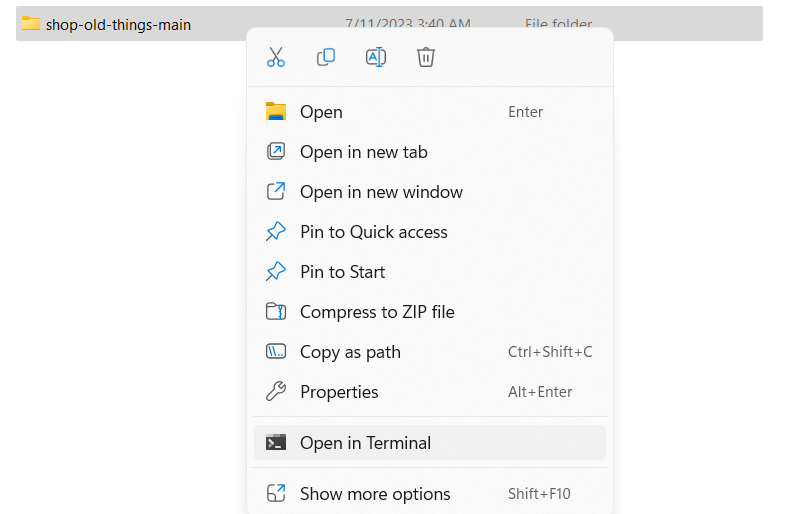 shop-old-things-main 7/11/2023 3:40 AM File folder
Open Enter
Open in new tab
Open in new window
Pin to Quick access
Pin to Start
Compress to ZIP file
Copy as path Ctrl+Shift+C
Properties Alt+Enter
Open in Terminal
Show more options Shift+F10